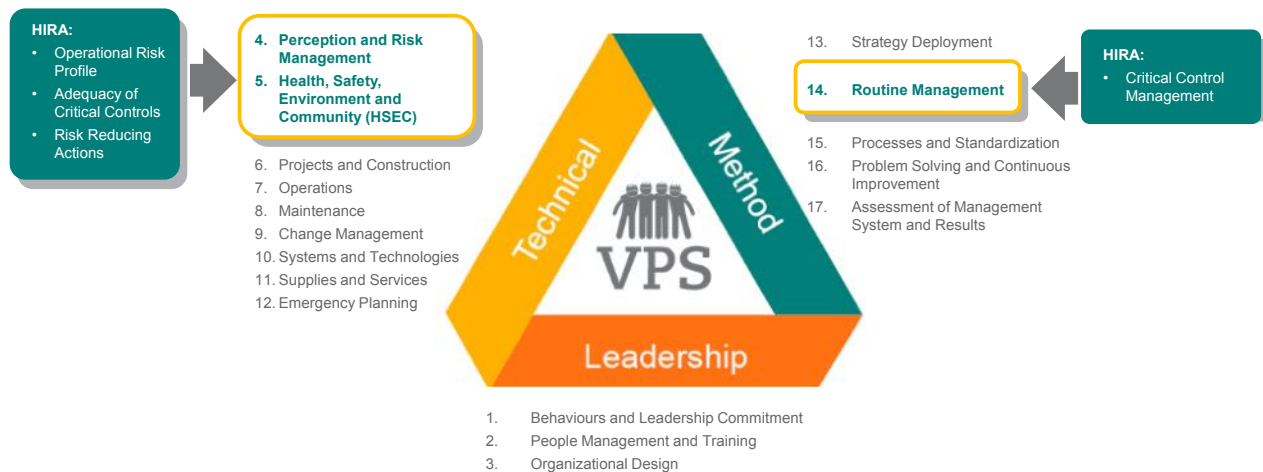 HIRA:
• Operational Risk
Profile
• Adequacy of
Critical Controls
• Risk Reducing
Actions
4. Perception and Risk
Management
5. Health, Safety,
Environment and
Community (HSEC)
6. Projects and Construction
7. Operations
8. Maintenance
9. Change Management
10. Systems and Technologies
11. Supplies and Services
12. Emergency Planning
Technical
Method
VPS
Leadership
13. Strategy Deployment
14. Routine Management
15. Processes and Standardization
16. Problem Solving and Continuous
Improvement
17. Assessment of Management
System and Results
HIRA:
• Critical Control
Management
1. Behaviours and Leadership Commitment
2. People Management and Training
3. Organizational Design